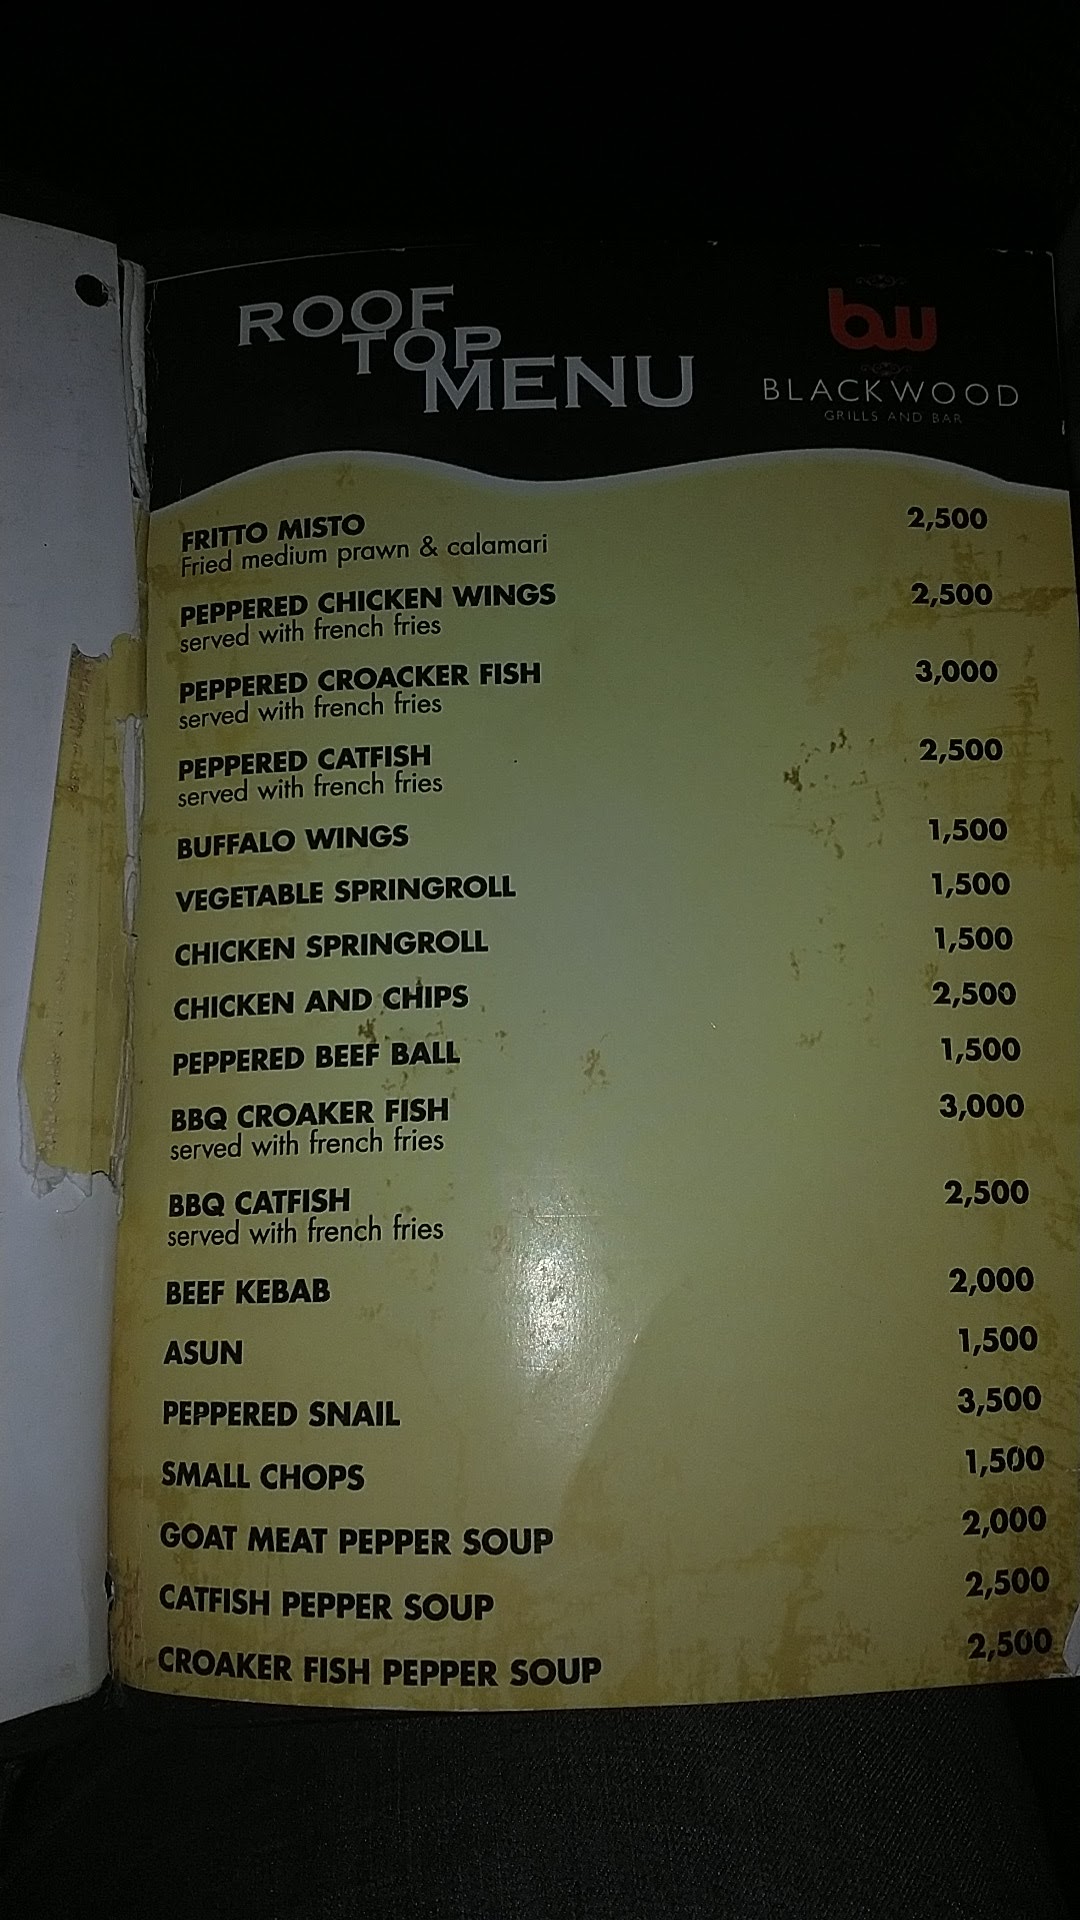 ROOF
TOP
MENU
bw
BLACKWOOD
GRILLS AND BAR
FRITTO MISTO 2,500
Fried medium prawn & calamari
PEPPERED CHICKEN WINGS 2,500
served with french fries
PEPPERED CROACKER FISH 3,000
served with french fries
PEPPERED CATFISH 2,500
served with french fries
BUFFALO WINGS 1,500
VEGETABLE SPRINGROLL 1,500
CHICKEN SPRINGROLL 1,500
CHICKEN AND CHIPS 2,500
PEPPERED BEEF BALL 1,500
BBQ CROAKER FISH 3,000
served with french fries
BBQ CATFISH 2,500
served with french fries
BEEF KEBAB 2,000
ASUN 1,500
PEPPERED SNAIL 3,500
SMALL CHOPS 1,500
GOAT MEAT PEPPER SOUP 2,000
CATFISH PEPPER SOUP 2,500
CROAKER FISH PEPPER SOUP 2,500